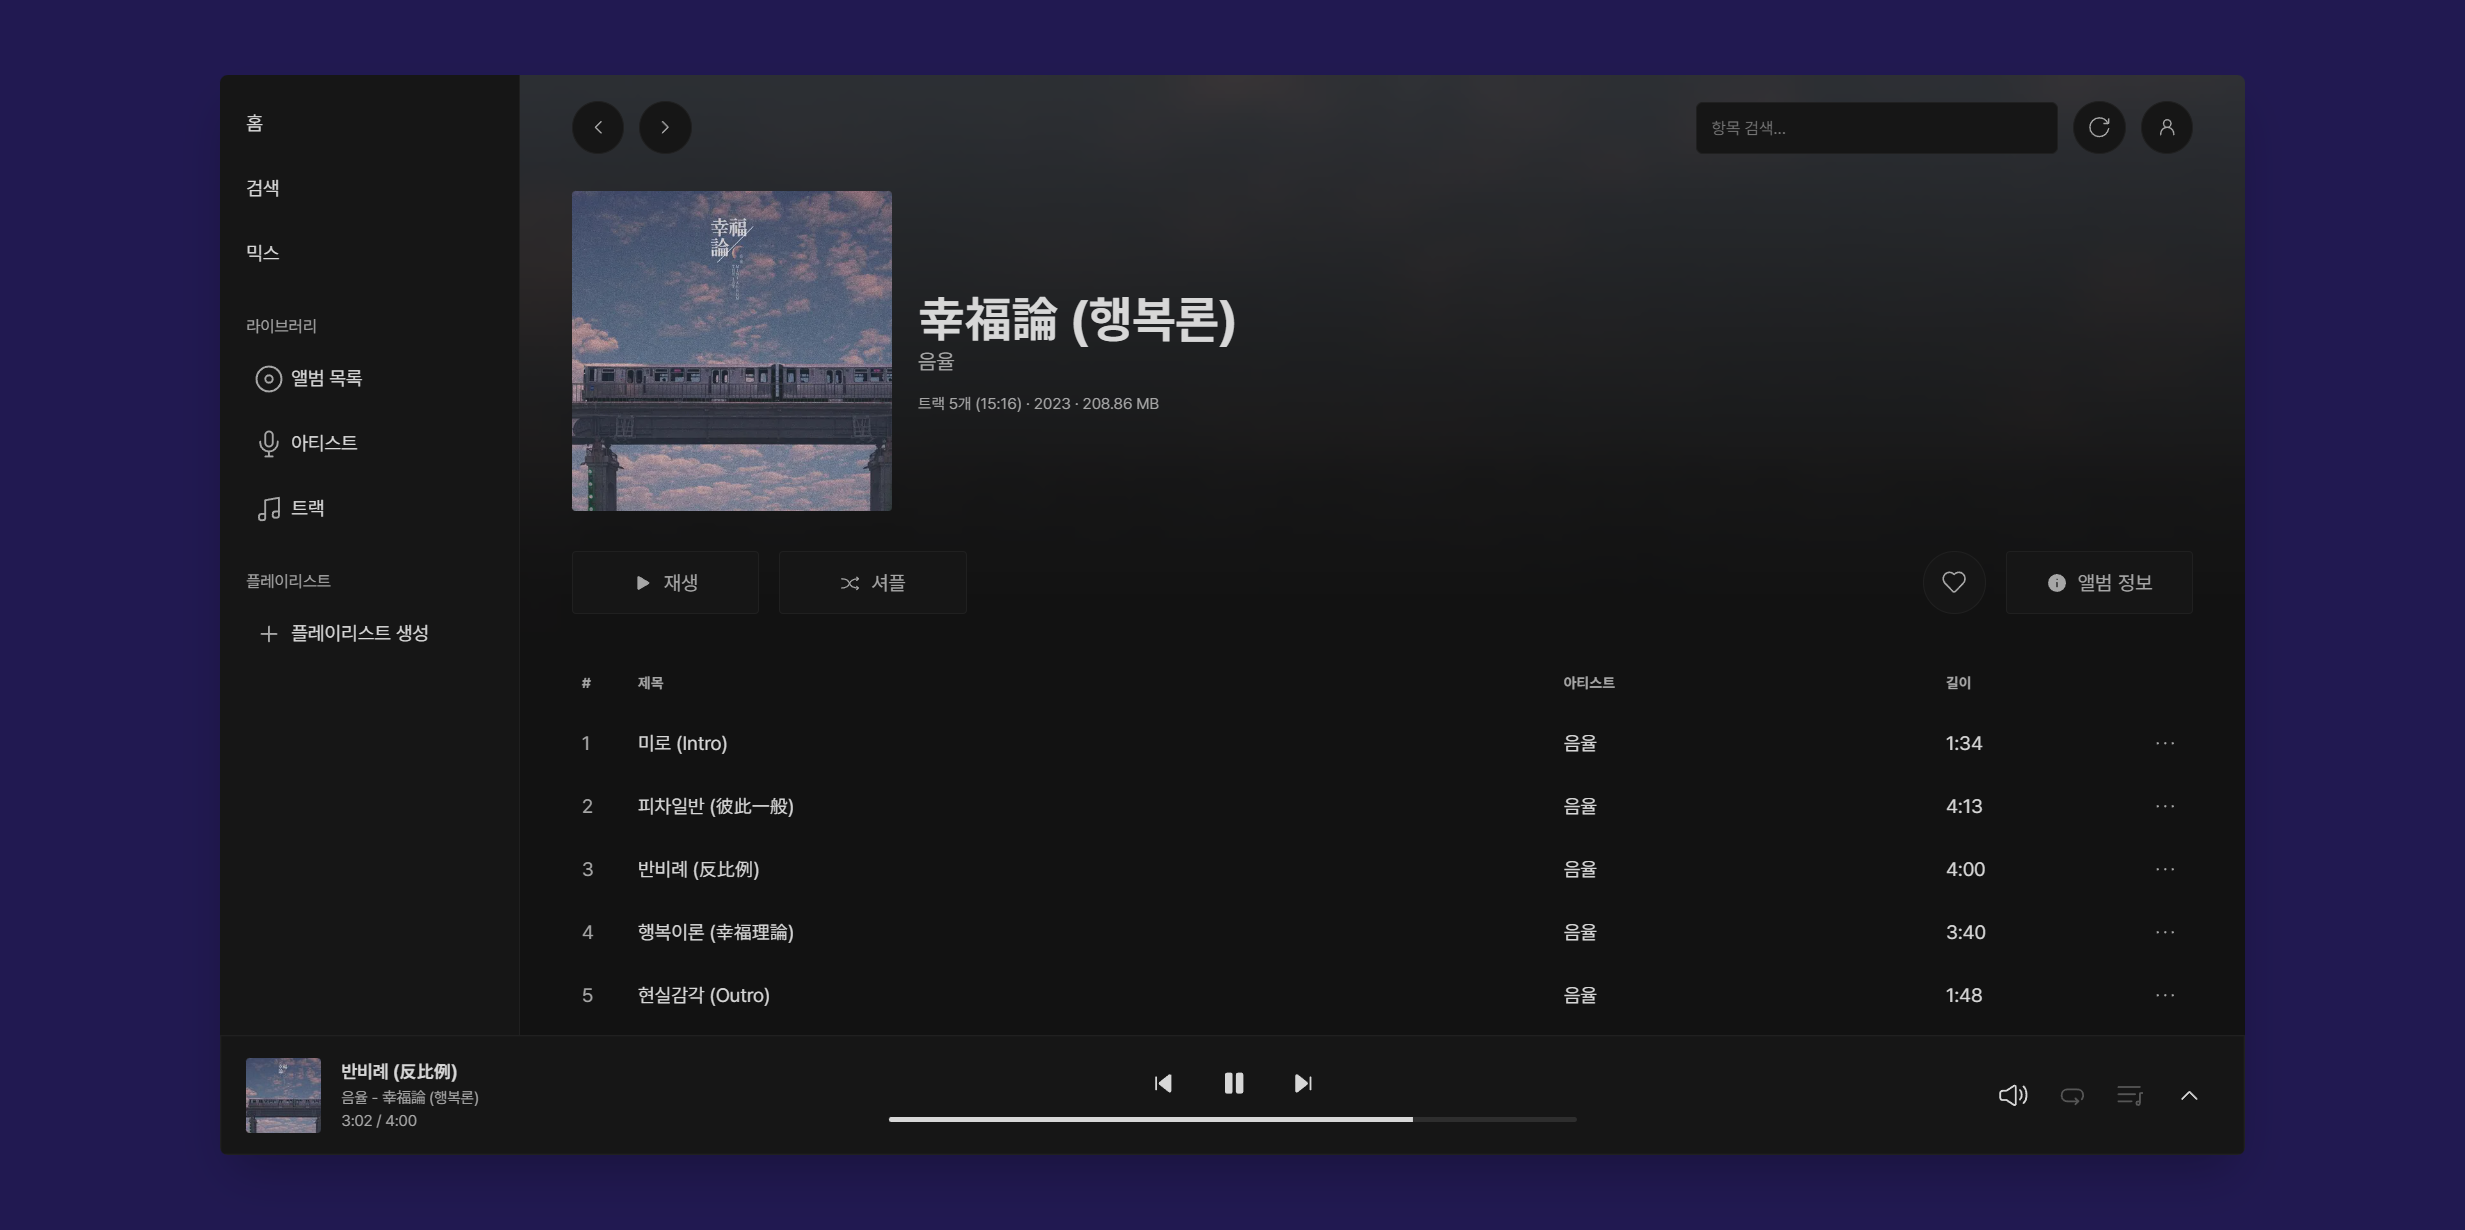 홈
검색
믹스
라이브러리
앨범 목록
아티스트
트랙
플레이리스트
플레이리스트 생성
항목 검색...
幸福
論
幸福論 (행복론)
음율
트랙 5개 (15:16) · 2023 · 208.86 MB
재생
셔플
앨범 정보
# 제목 아티스트 길이
1 미로 (Intro) 음율 1:34 ···
2 피차일반 (彼此一般) 음율 4:13 ···
3 반비례 (反比例) 음율 4:00 ···
4 행복이론 (幸福理論) 음율 3:40 ···
5 현실감각 (Outro) 음율 1:48 ···
반비례 (反比例)
음율 - 幸福論 (행복론)
3:02 / 4:00